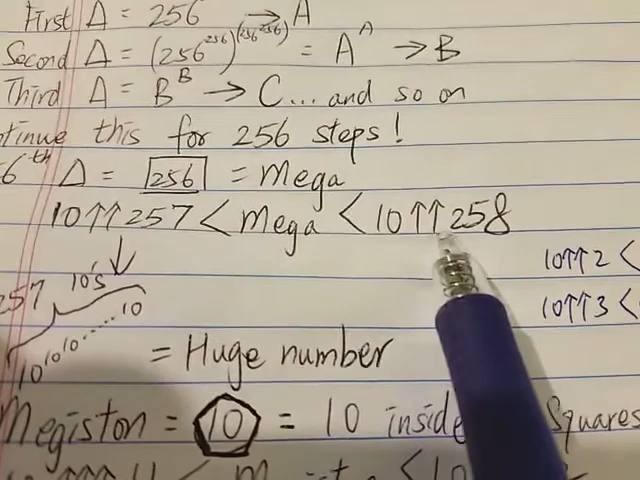 First Δ = 256 → A
Second Δ = (256^256)^(256^256) = A^A → B
Third Δ = B^B → C... and so on
tinue this for 256 steps!
6th Δ = 256 = Mega
10↑↑257 < Mega < 10↑↑258
10↑↑2 <
257 10's
10↑↑3 <
10^10^10^.....^10
= Huge number
Megiston = 10 = 10 inside Squares